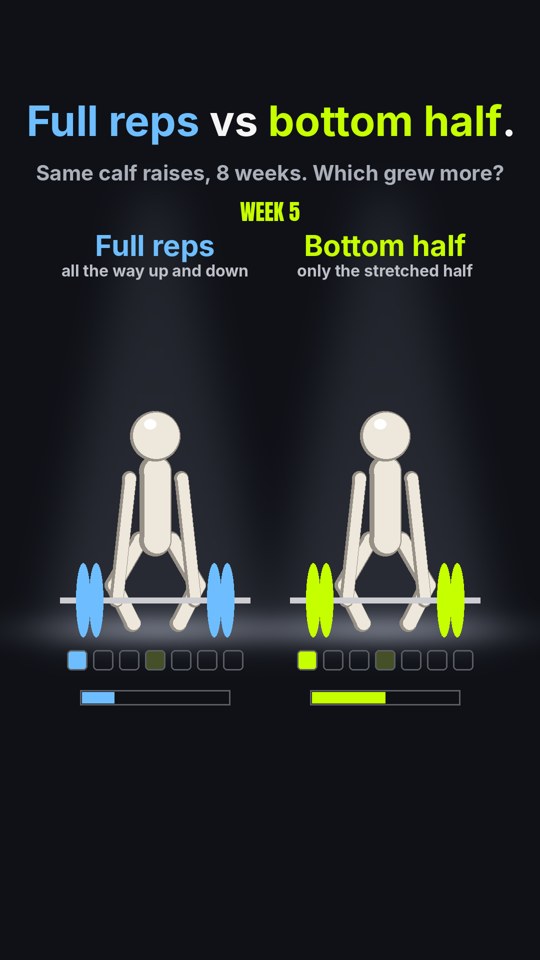 Full reps vs bottom half.
Same calf raises, 8 weeks. Which grew more?
WEEK 5
Full reps
all the way up and down
Bottom half
only the stretched half